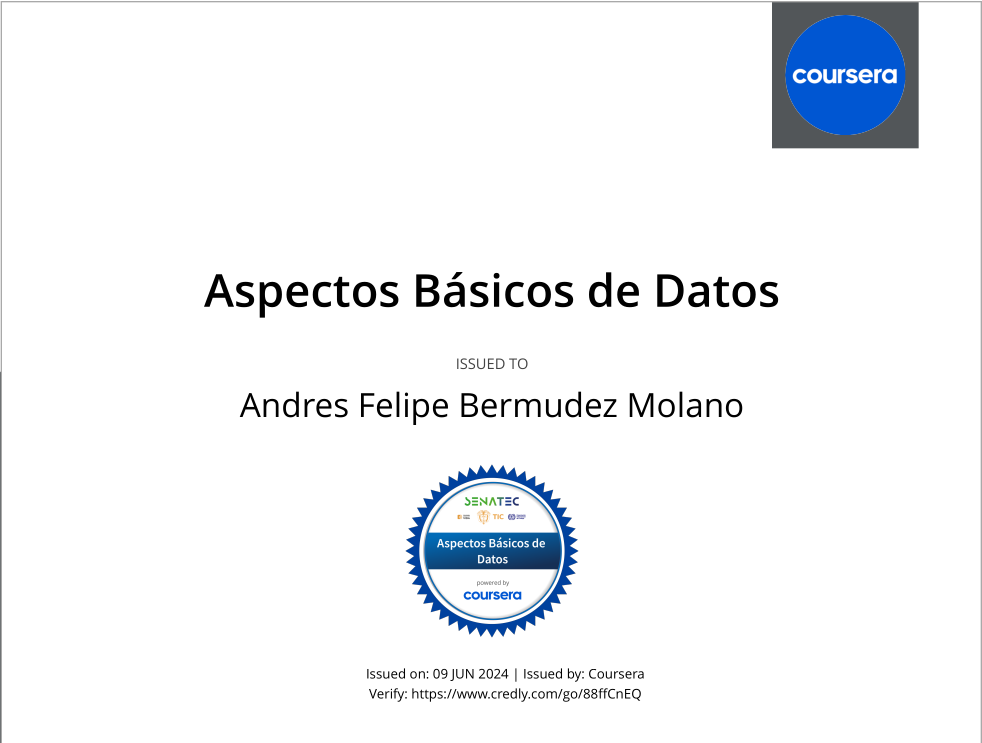 coursera
Aspectos Básicos de Datos
ISSUED TO
Andres Felipe Bermudez Molano
SENATEC
TIC
Aspectos Básicos de
Datos
powered by
coursera
Issued on: 09 JUN 2024 | Issued by: Coursera
Verify: https://www.credly.com/go/88ffCnEQ